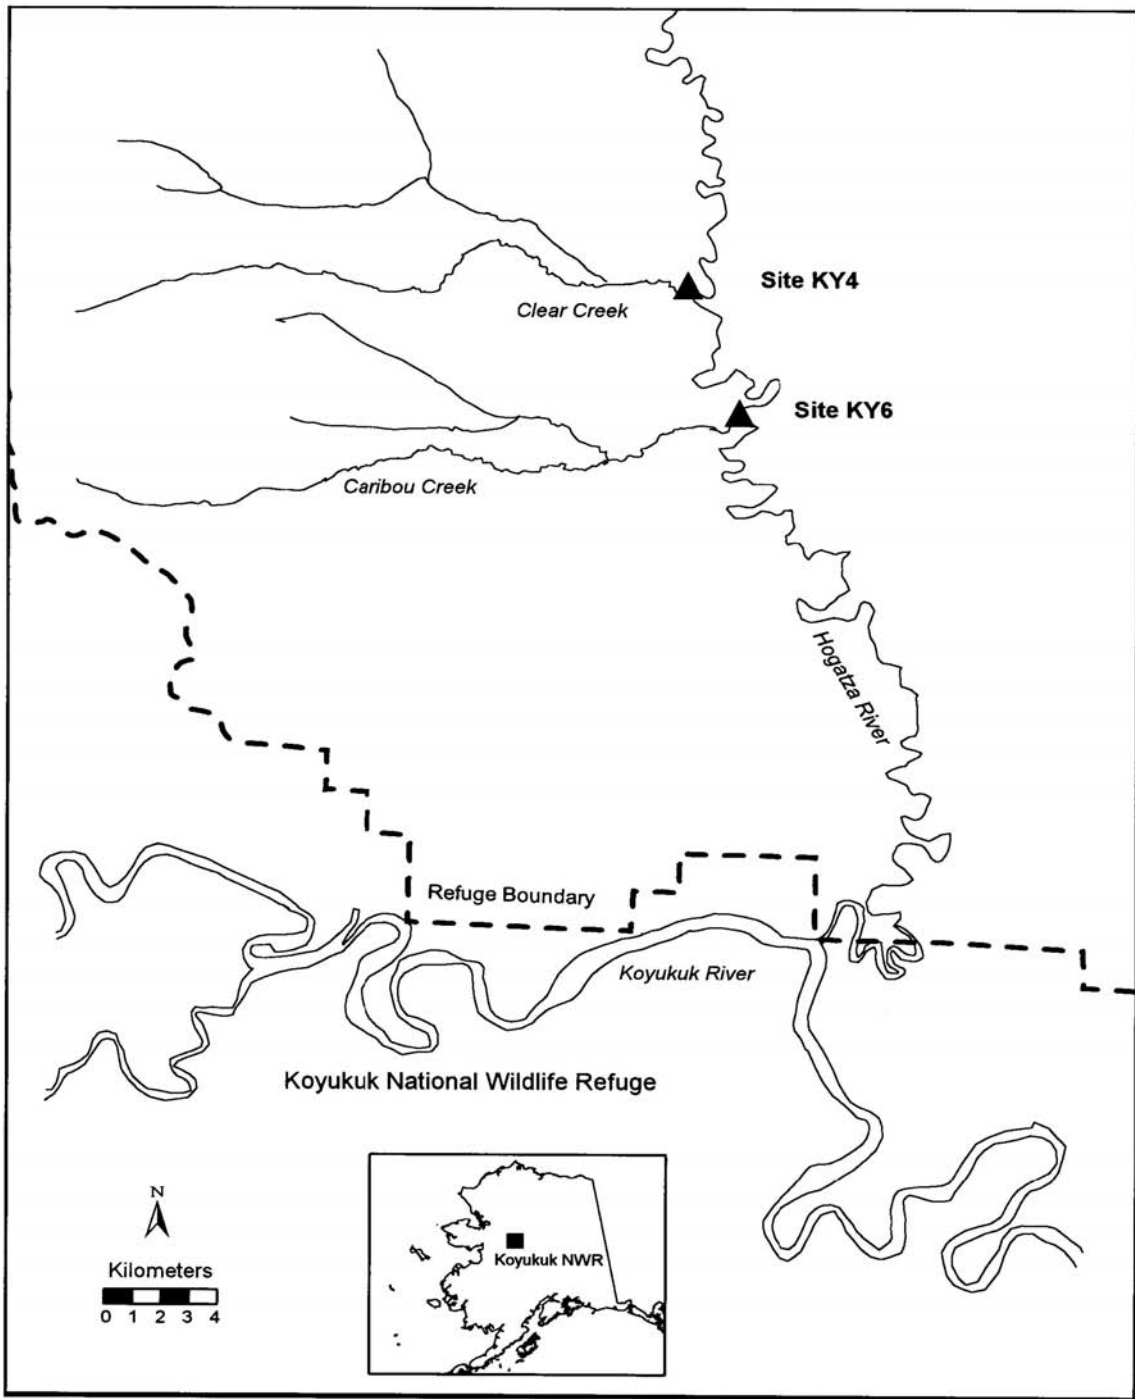 Site KY4
Clear Creek
Site KY6
Caribou Creek
Hogatza River
Refuge Boundary
Koyukuk River
Koyukuk National Wildlife Refuge
N
Kilometers
0 1 2 3 4
Koyukuk NWR